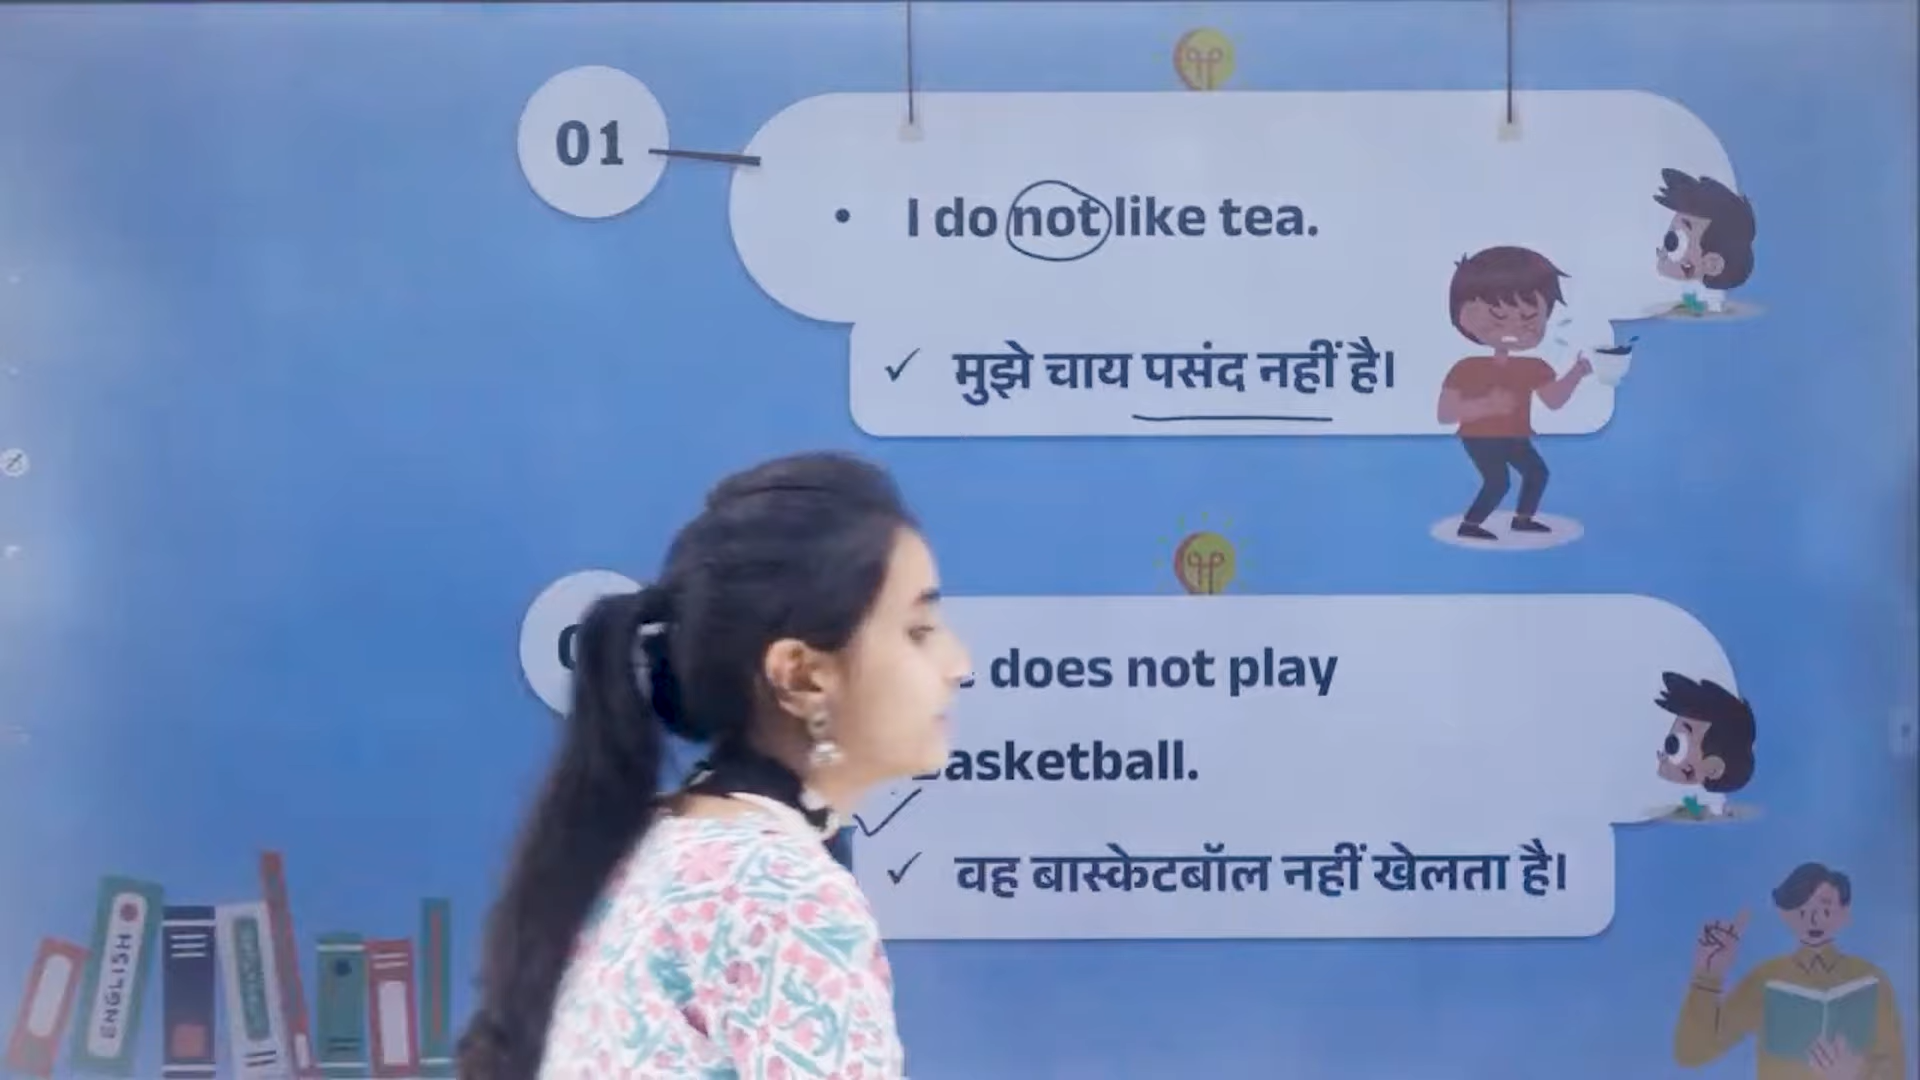 01
• I do not like tea.
✓ मुझे चाय पसंद नहीं है।
does not play
asketball.
✓ वह बास्केटबॉल नहीं खेलता है।
ENGLISH